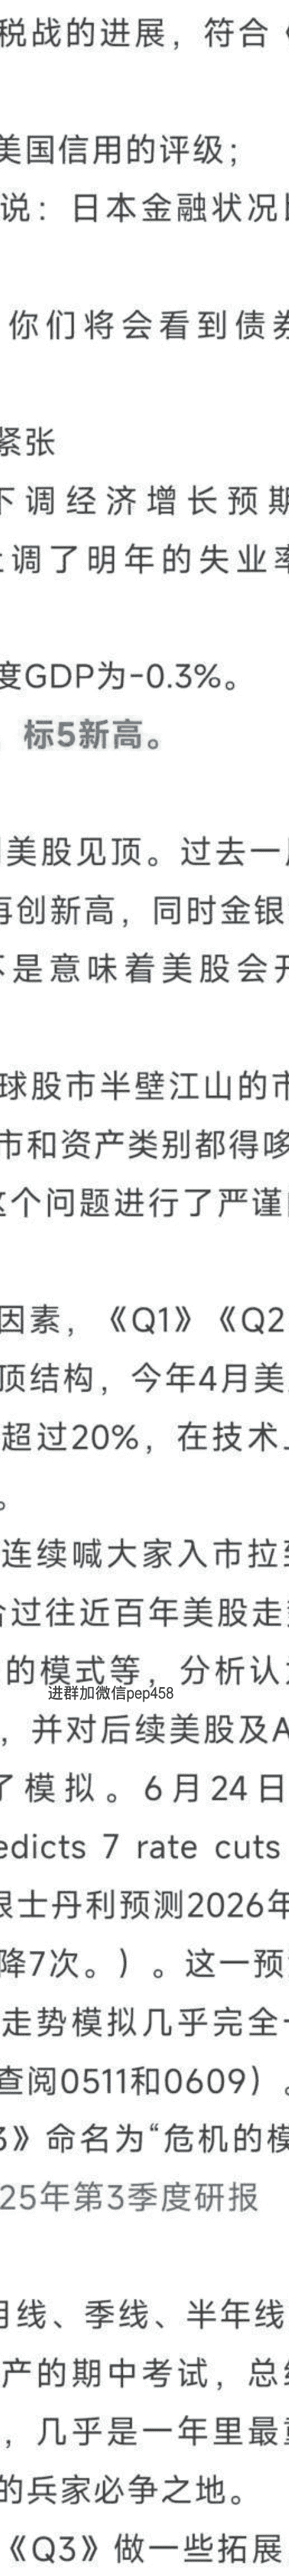 税战的进展，符合《
美国信用的评级；
说：日本金融状况
你们将会看到债券
紧张
下调经济增长预期
上调了明年的失业率
度GDP为-0.3%。
标5新高。
美股见顶。过去一
再创新高，同时金银
不是意味着美股会开
球股市半壁江山的市
市和资产类别都得哆
这个问题进行了严谨
因素，《Q1》《Q2
顶结构，今年4月美
超过20%，在技术
。
连续喊大家入市拉
合过往近百年美股走势
的模式等，分析认
进群加微信pep458
，并对后续美股及A
了模拟。6月24日
edicts 7 rate cuts
根士丹利预测2026年
降7次。）。这一预
走势模拟几乎完全一
查阅0511和0609）。
3》命名为“危机的模
25年第3季度研报
月线、季线、半年线
产的期中考试，总
，几乎是一年里最重
的兵家必争之地。
《Q3》做一些拓展